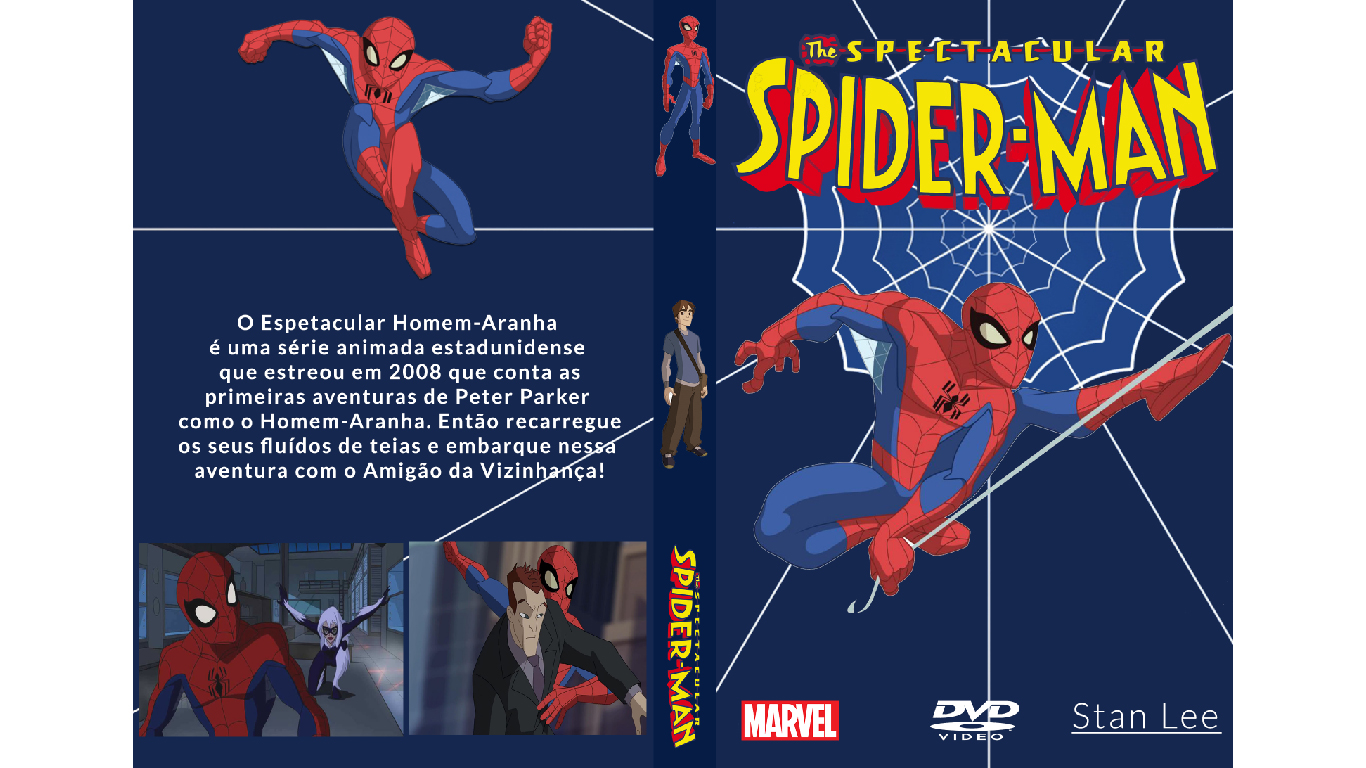 O Espetacular Homem-Aranha
é uma série animada estadunidense
que estreou em 2008 que conta as
primeiras aventuras de Peter Parker
como o Homem-Aranha. Então recarregue
os seus fluídos de teias e embarque nessa
aventura com o Amigão da Vizinhança!
The SPECTACULAR
SPIDER-MAN
The SPECTACULAR
SPIDER-MAN
MARVEL
DVD
VIDEO
Stan Lee